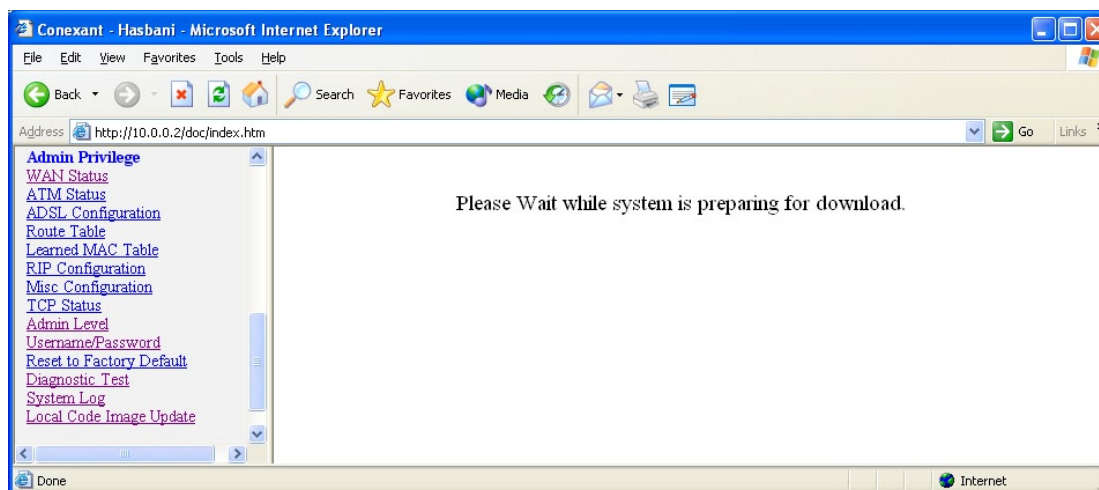 Conexant - Hasbani - Microsoft Internet Explorer
File Edit View Favorites Tools Help
Back Search Favorites Media
Address http://10.0.0.2/doc/index.htm Go Links
Admin Privilege
WAN Status
ATM Status
ADSL Configuration
Route Table
Learned MAC Table
RIP Configuration
Misc Configuration
TCP Status
Admin Level
Username/Password
Reset to Factory Default
Diagnostic Test
System Log
Local Code Image Update
Please Wait while system is preparing for download.
Done Internet